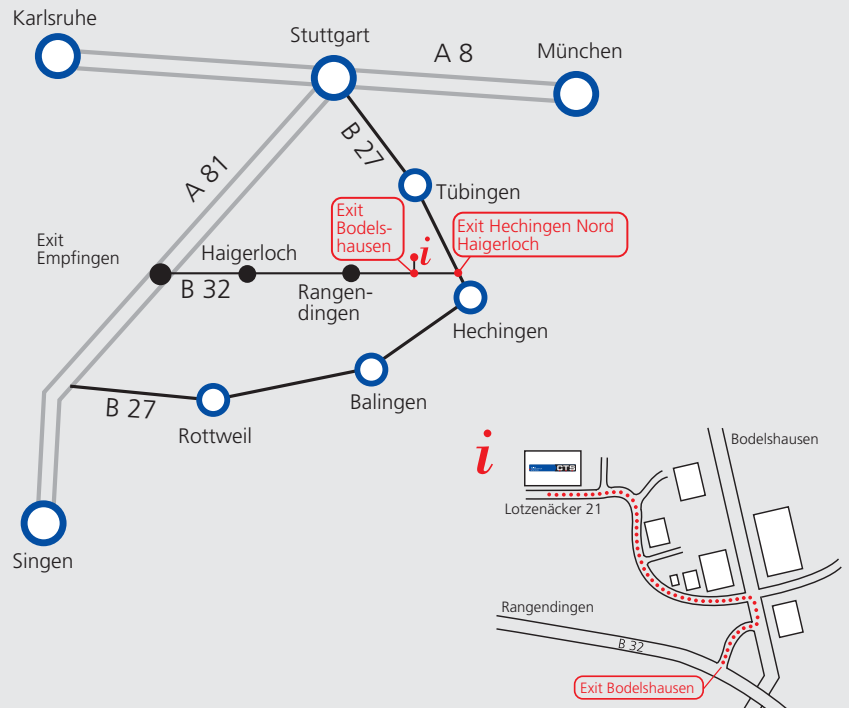 Karlsruhe
Stuttgart
A 8
München
B 27
A 81
Tübingen
Exit
Bodels-
hausen
i
Exit Hechingen Nord
Haigerloch
Exit
Empfingen
Haigerloch
B 32
Rangen-
dingen
Hechingen
B 27
Balingen
Rottweil
Singen
i
Bodelshausen
GTS
Lotzenäcker 21
Rangendingen
B 32
Exit Bodelshausen